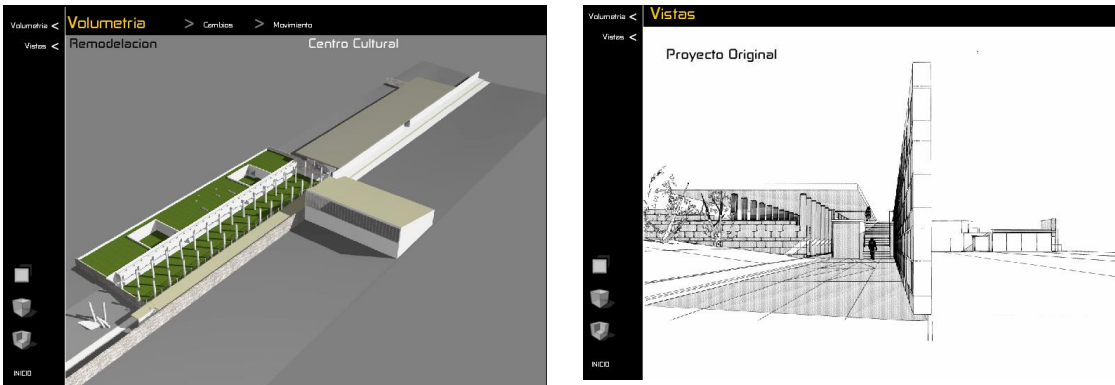 Volumetria <
Volumetria > Cambios > Movimiento
Vistas <
Remodelacion
Centro Cultural
INICIO
Volumetria <
Vistas
Vistas <
Proyecto Original
INICIO